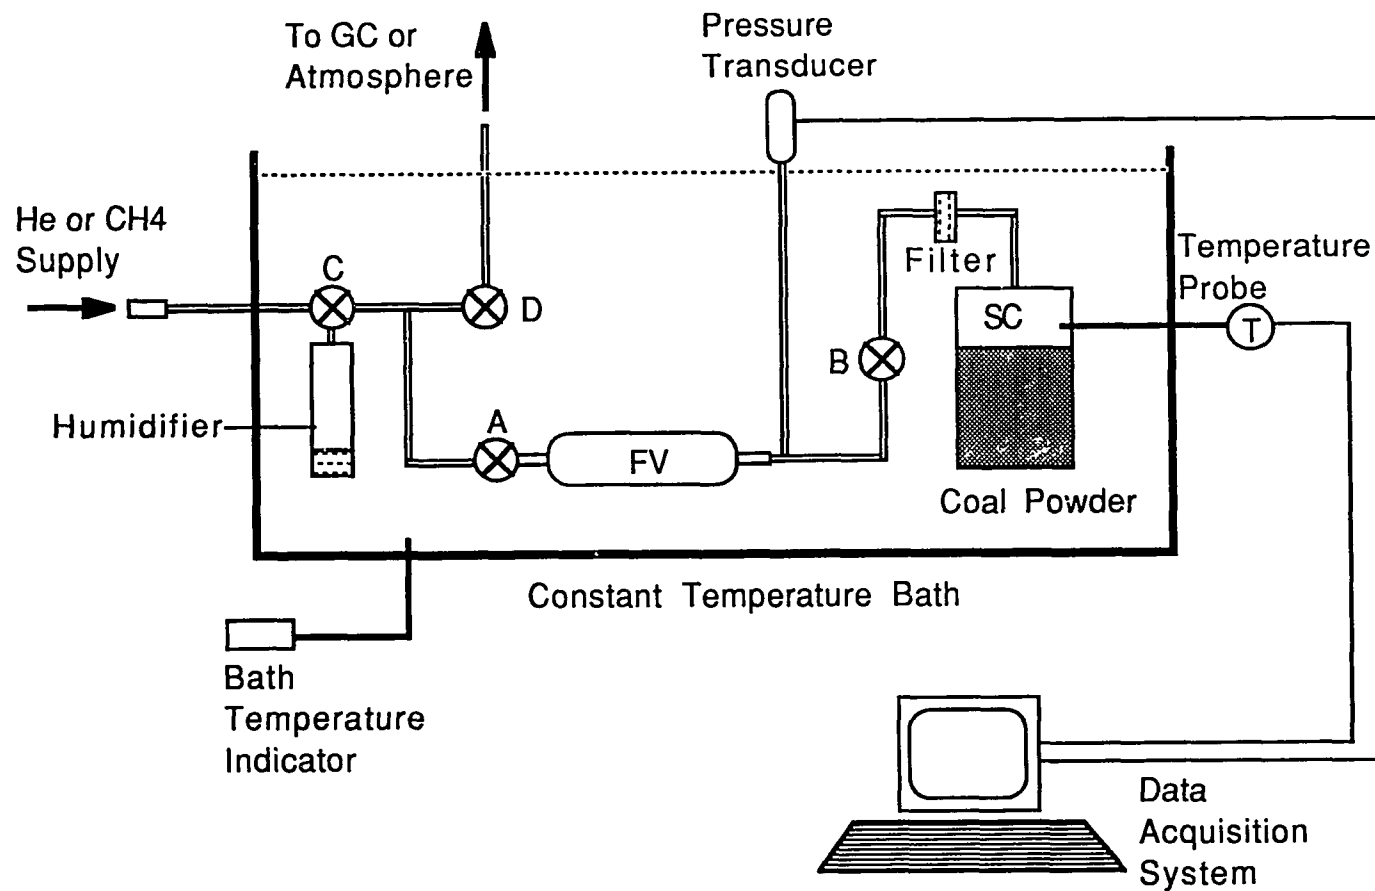 To GC or
Atmosphere
Pressure
Transducer
He or CH4
Supply
C
D
Filter
Temperature
Probe
SC
T
B
Humidifier
A
FV
Coal Powder
Constant Temperature Bath
Bath
Temperature
Indicator
Data
Acquisition
System